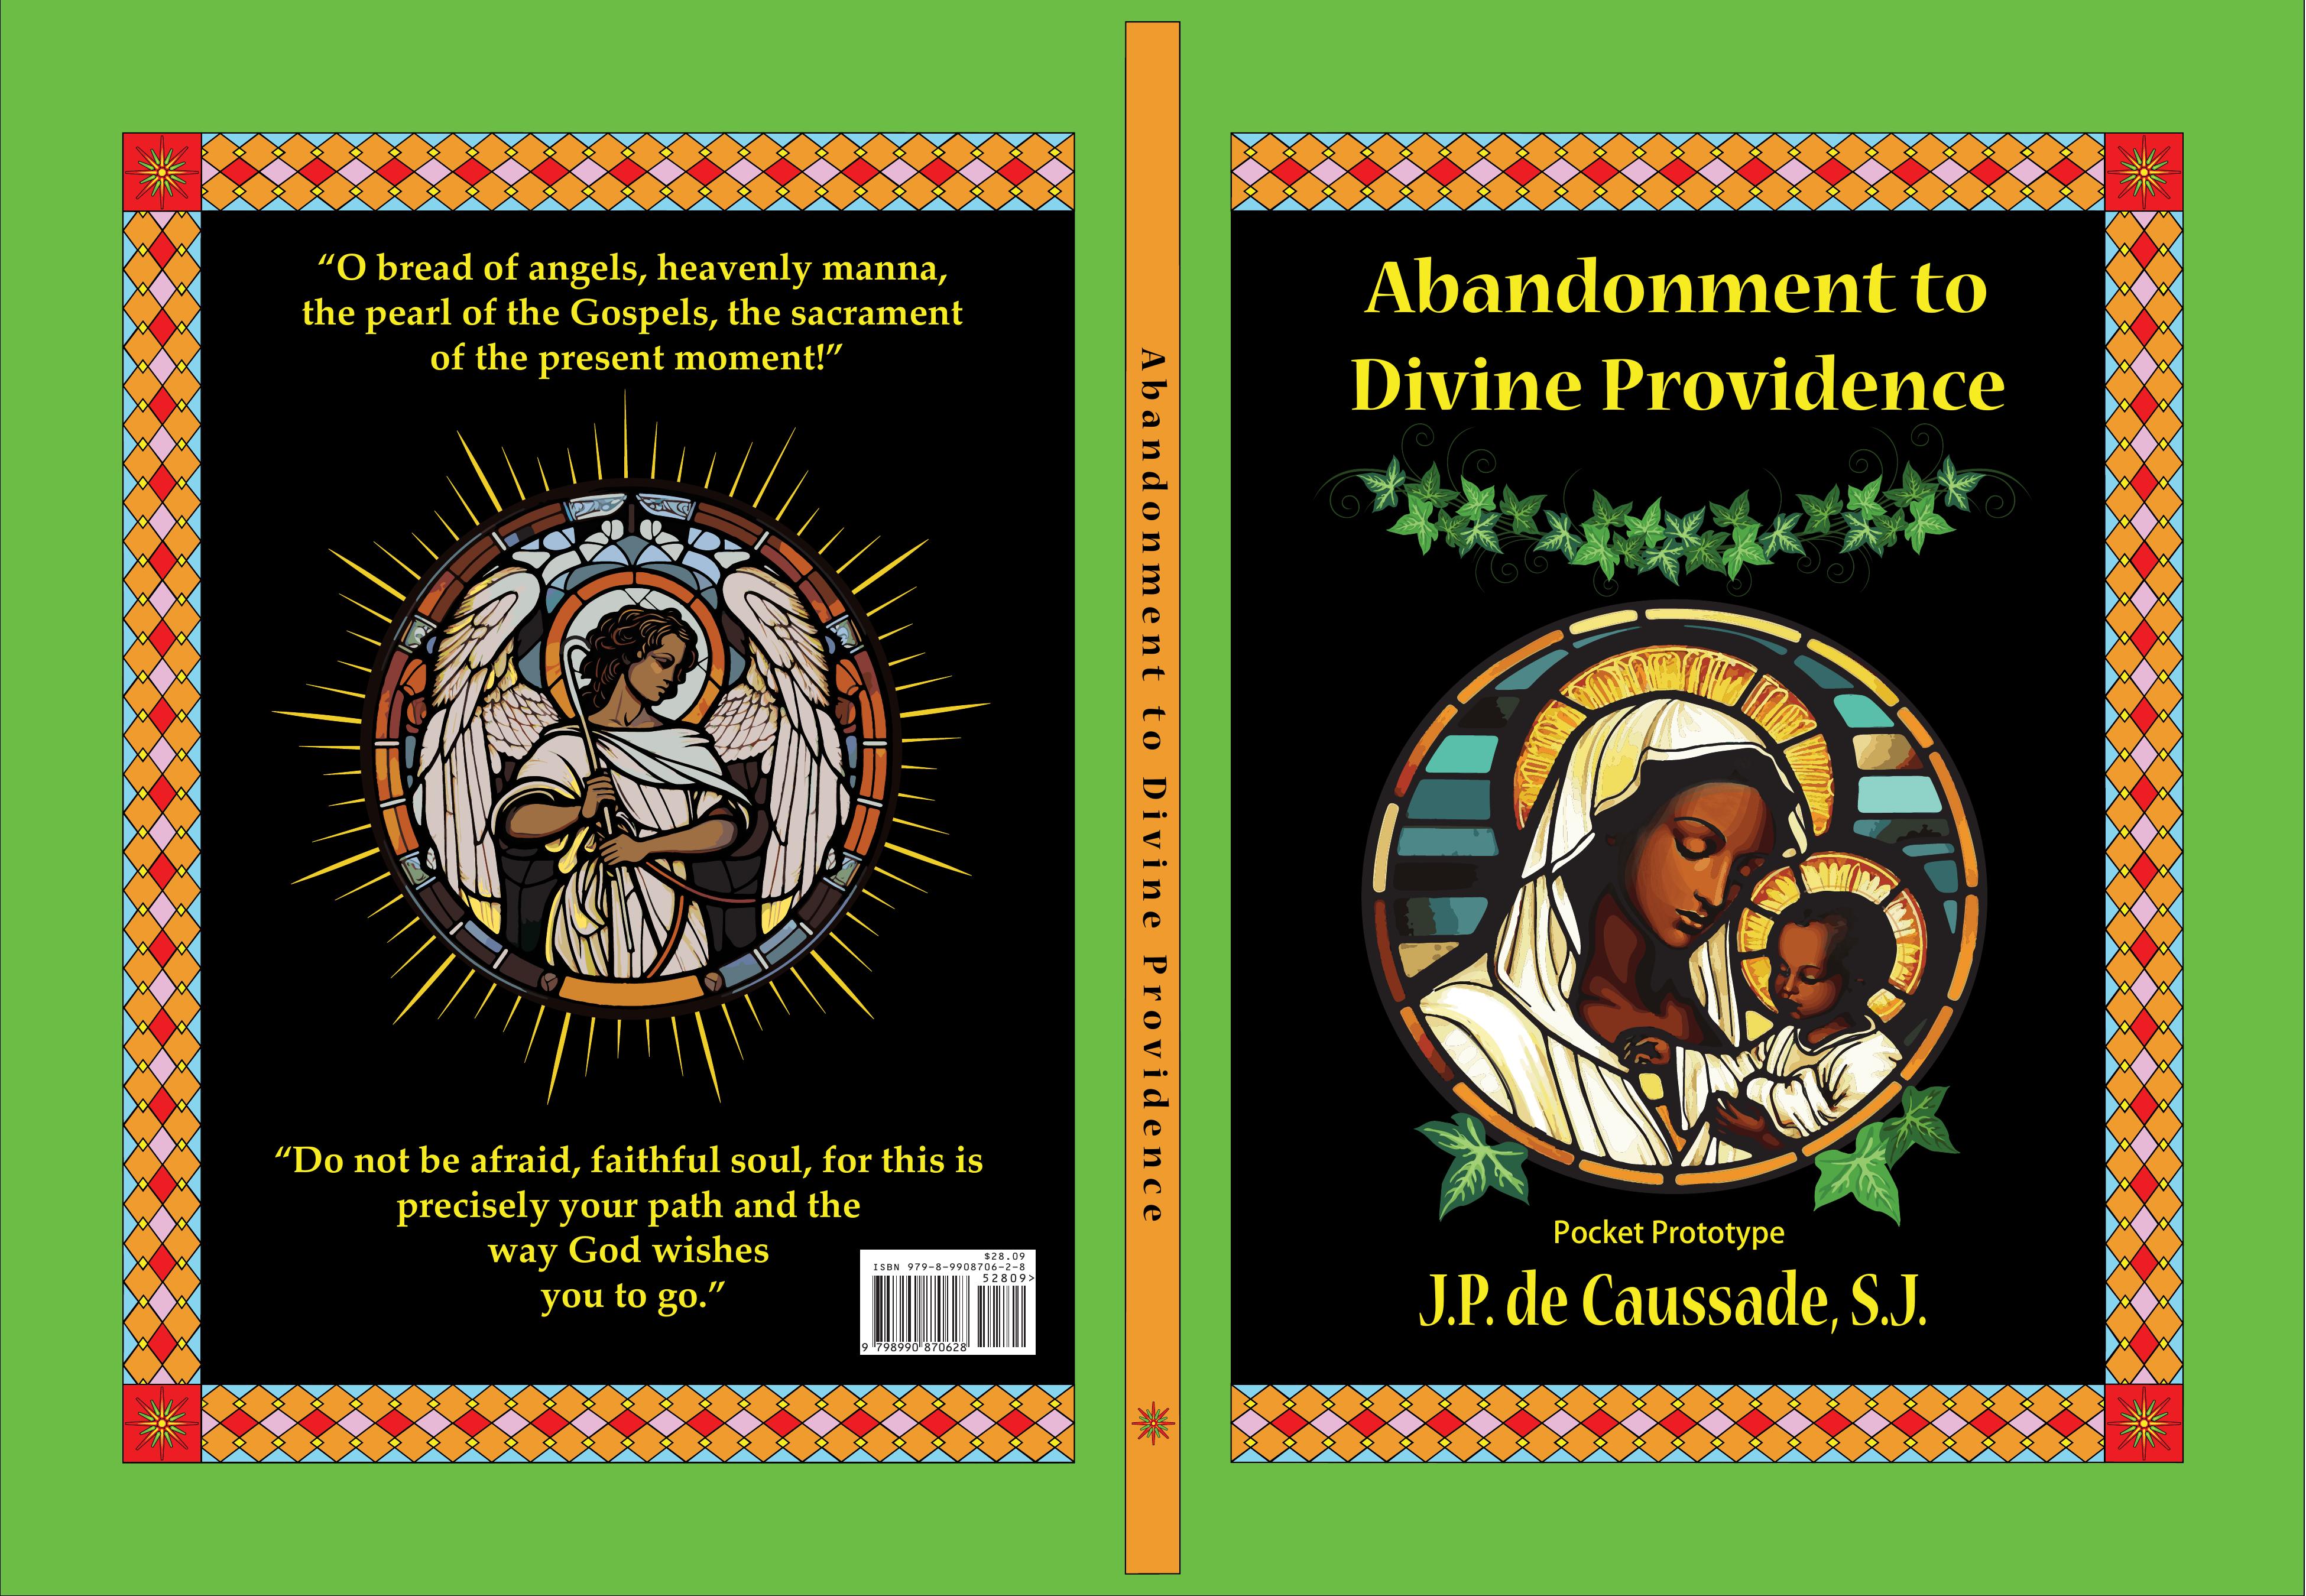 “O bread of angels, heavenly manna,
the pearl of the Gospels, the sacrament
of the present moment!”
“Do not be afraid, faithful soul, for this is
precisely your path and the
way God wishes
you to go.”
$28.09
ISBN 979-8-9908706-2-8
52809>
9 798990 870628
Abandonment to Divine Providence
Abandonment to
Divine Providence
Pocket Prototype
J.P. de Caussade, S.J.